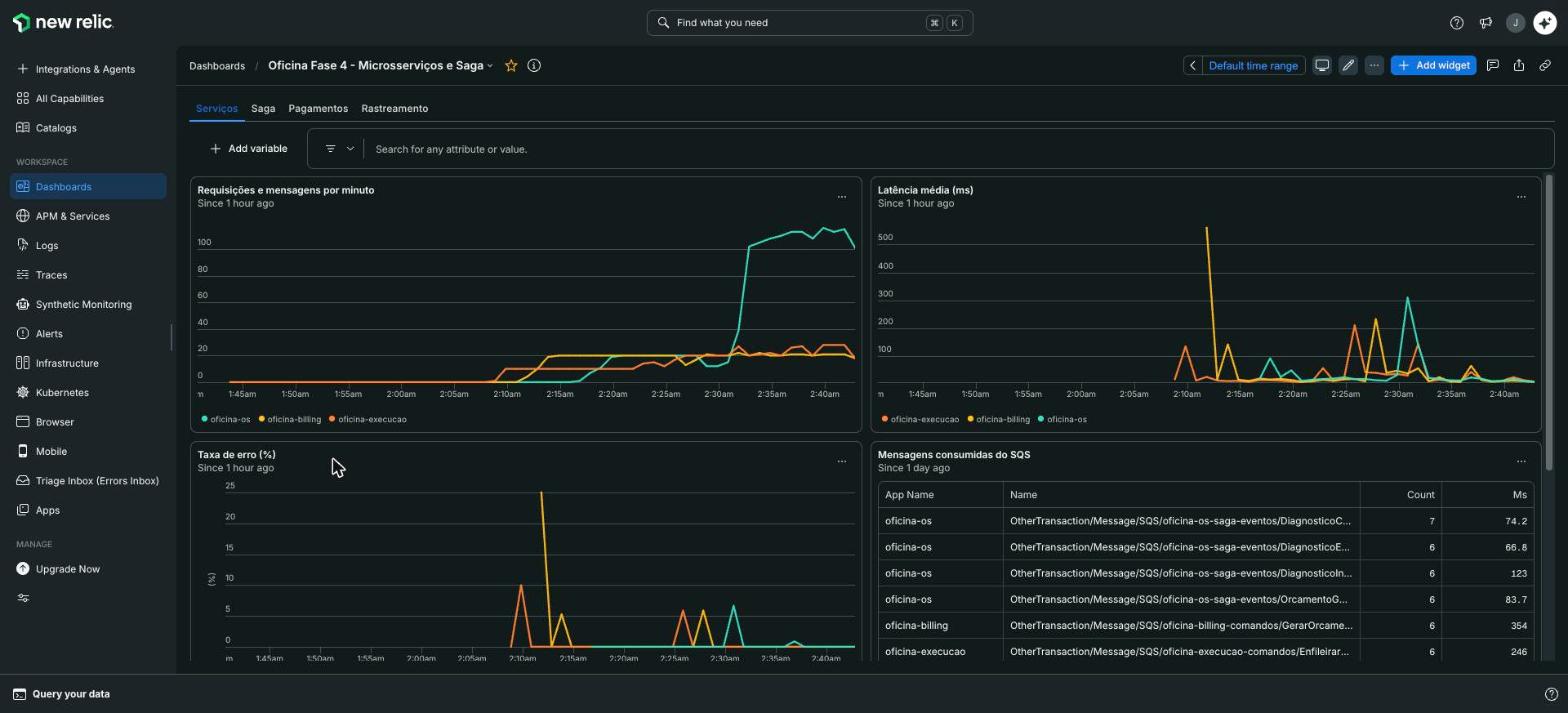 new relic.
Find what you need
⌘ K
J
Integrations & Agents
All Capabilities
Catalogs
WORKSPACE
Dashboards
APM & Services
Logs
Traces
Synthetic Monitoring
Alerts
Infrastructure
Kubernetes
Browser
Mobile
Triage Inbox (Errors Inbox)
Apps
MANAGE
Upgrade Now
Dashboards / Oficina Fase 4 - Microsserviços e Saga
Default time range
Add widget
Serviços Saga Pagamentos Rastreamento
Add variable
Search for any attribute or value.
Requisições e mensagens por minuto
Since 1 hour ago
100
80
60
40
20
0
m 1:45am 1:50am 1:55am 2:00am 2:05am 2:10am 2:15am 2:20am 2:25am 2:30am 2:35am 2:40am
oficina-os oficina-billing oficina-execucao
Latência média (ms)
Since 1 hour ago
500
400
300
200
100
m 1:45am 1:50am 1:55am 2:00am 2:05am 2:10am 2:15am 2:20am 2:25am 2:30am 2:35am 2:40am
oficina-execucao oficina-billing oficina-os
Taxa de erro (%)
Since 1 hour ago
25
20
15
10
5
0
(%)
m 1:45am 1:50am 1:55am 2:00am 2:05am 2:10am 2:15am 2:20am 2:25am 2:30am 2:35am 2:40am
Mensagens consumidas do SQS
Since 1 day ago
App Name Name Count Ms
oficina-os OtherTransaction/Message/SQS/oficina-os-saga-eventos/DiagnosticoC... 7 74.2
oficina-os OtherTransaction/Message/SQS/oficina-os-saga-eventos/DiagnosticoE... 6 66.8
oficina-os OtherTransaction/Message/SQS/oficina-os-saga-eventos/DiagnosticoIn... 6 123
oficina-os OtherTransaction/Message/SQS/oficina-os-saga-eventos/OrcamentoG... 6 83.7
oficina-billing OtherTransaction/Message/SQS/oficina-billing-comandos/GerarOrcame... 6 354
oficina-execucao OtherTransaction/Message/SQS/oficina-execucao-comandos/Enfileirar... 6 246
Query your data